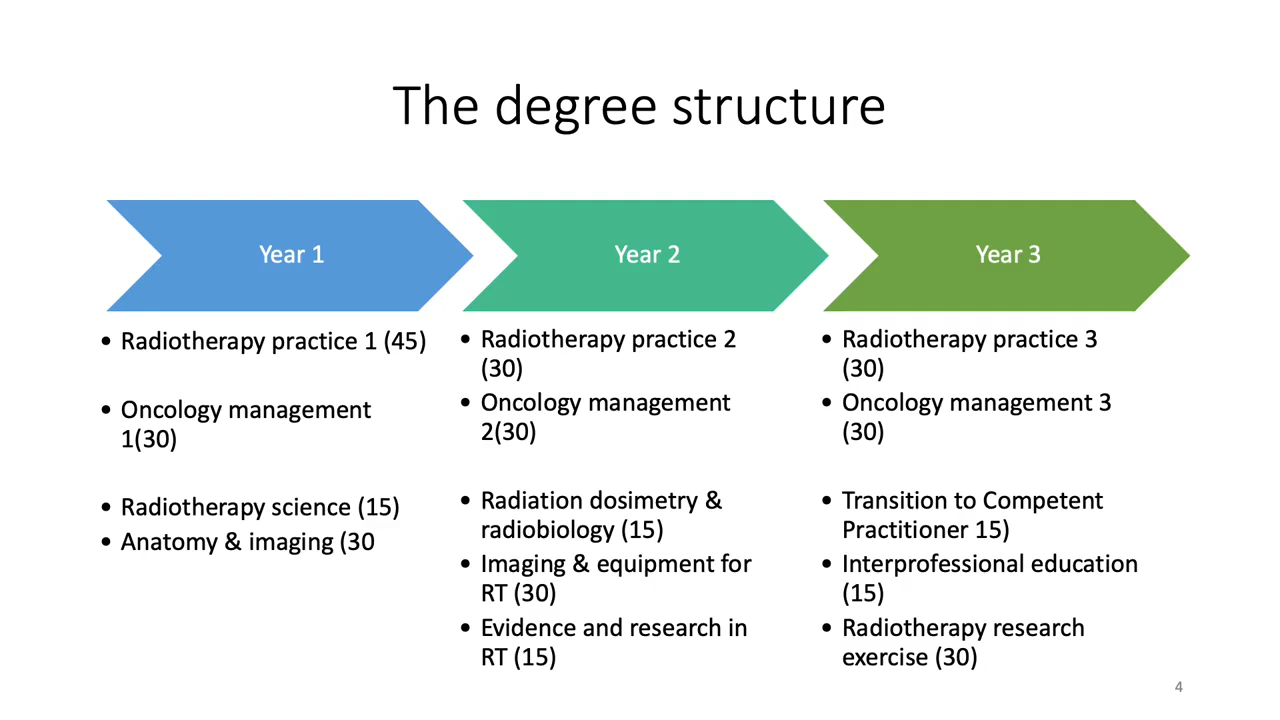 The degree structure
Year 1
• Radiotherapy practice 1 (45)
• Oncology management
1(30)
• Radiotherapy science (15)
• Anatomy & imaging (30
Year 2
• Radiotherapy practice 2
(30)
• Oncology management
2(30)
• Radiation dosimetry &
radiobiology (15)
• Imaging & equipment for
RT (30)
• Evidence and research in
RT (15)
Year 3
• Radiotherapy practice 3
(30)
• Oncology management 3
(30)
• Transition to Competent
Practitioner 15)
• Interprofessional education
(15)
• Radiotherapy research
exercise (30)
4